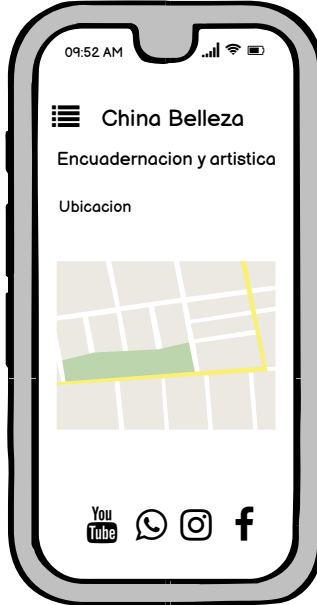 09:52 AM
China Belleza
Encuadernacion y artistica
Ubicacion
You
Tube